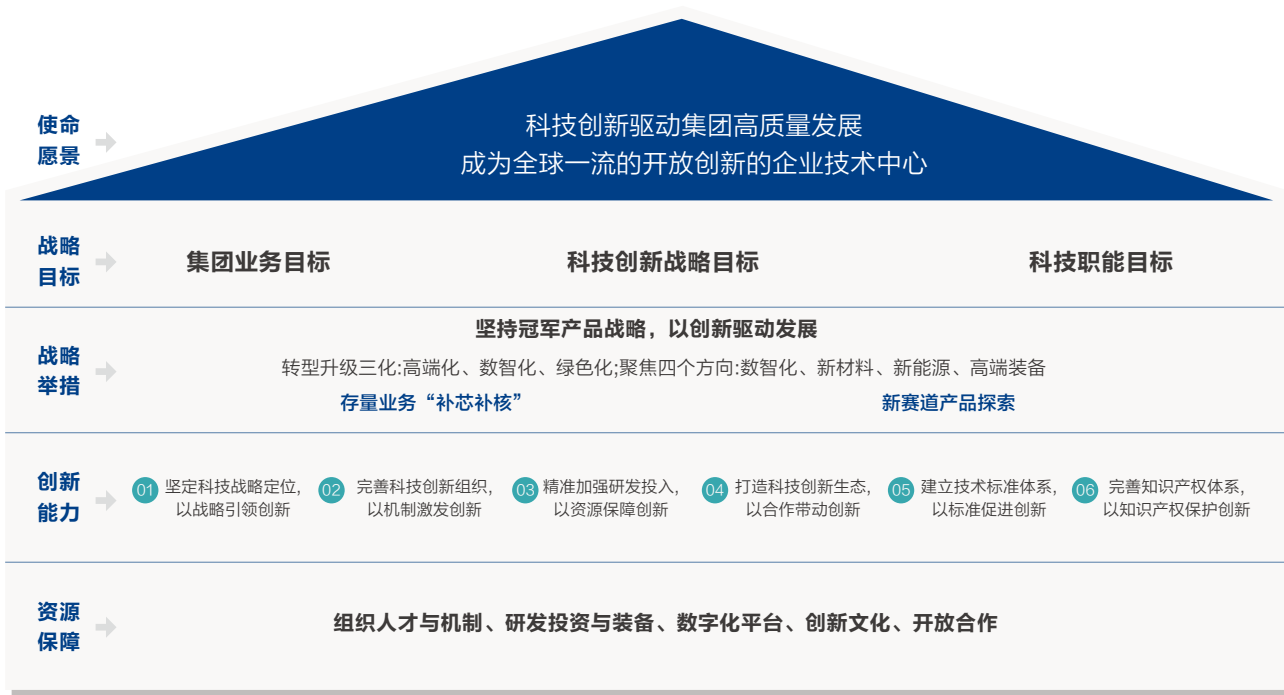 使命
愿景
科技创新驱动集团高质量发展
成为全球一流的开放创新的企业技术中心
战略
目标
集团业务目标
科技创新战略目标
科技职能目标
战略
举措
坚持冠军产品战略，以创新驱动发展
转型升级三化:高端化、数智化、绿色化;聚焦四个方向:数智化、新材料、新能源、高端装备
存量业务“补芯补核”
新赛道产品探索
创新
能力
01
坚定科技战略定位,
以战略引领创新
02
完善科技创新组织,
以机制激发创新
03
精准加强研发投入,
以资源保障创新
04
打造科技创新生态,
以合作带动创新
05
建立技术标准体系,
以标准促进创新
06
完善知识产权体系,
以知识产权保护创新
资源
保障
组织人才与机制、研发投资与装备、数字化平台、创新文化、开放合作